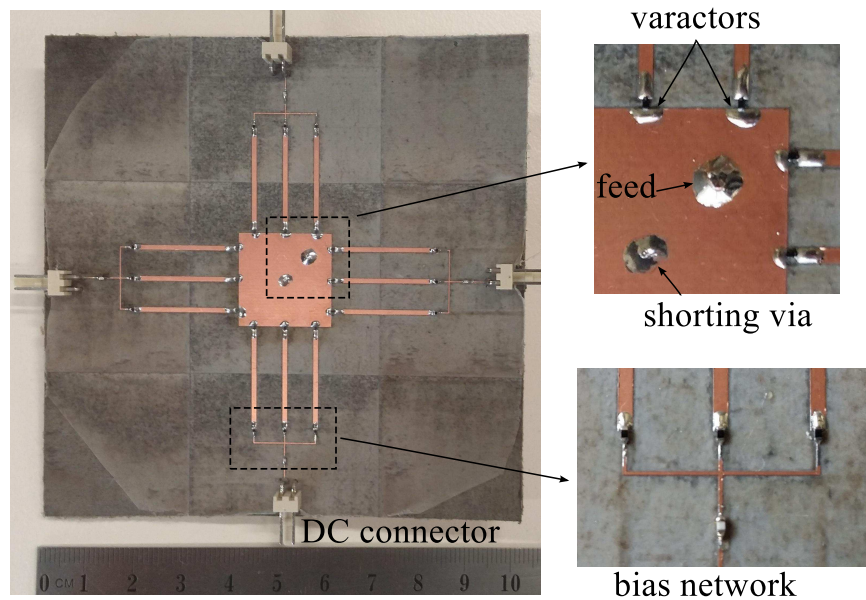 varactors
feed
shorting via
DC connector
0 CM 1 2 3 4 5 6 7 8 9 10
bias network